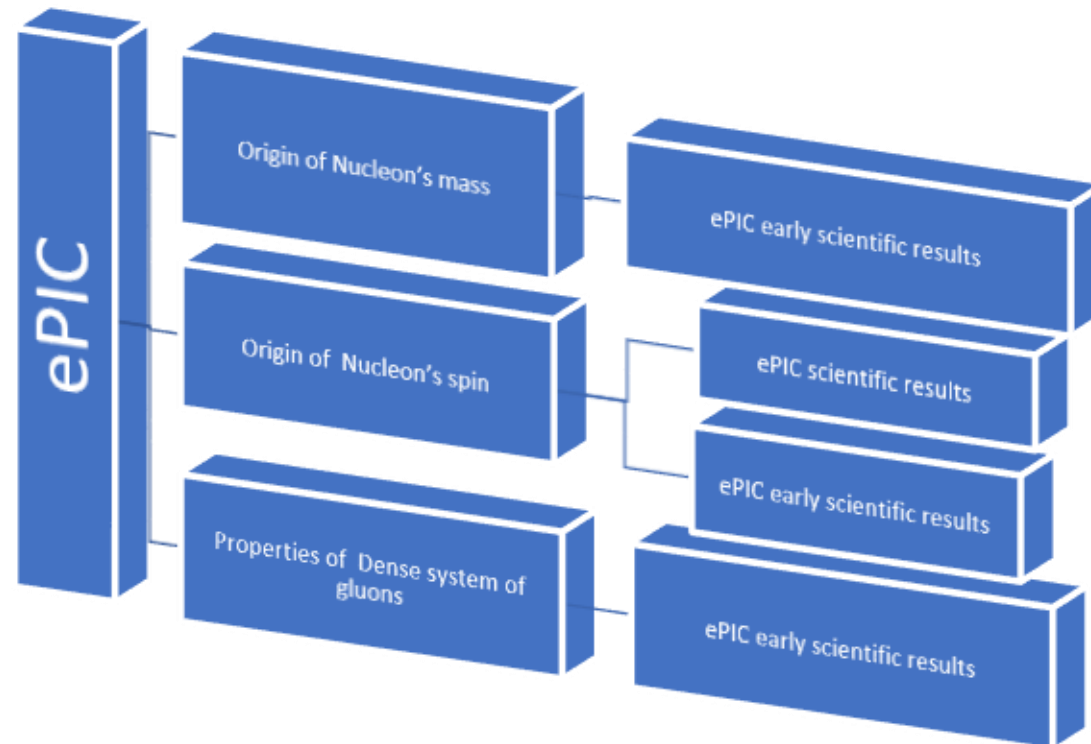 ePIC
Origin of Nucleon's mass
ePIC early scientific results
Origin of Nucleon's spin
ePIC scientific results
ePIC early scientific results
Properties of Dense system of
gluons
ePIC early scientific results